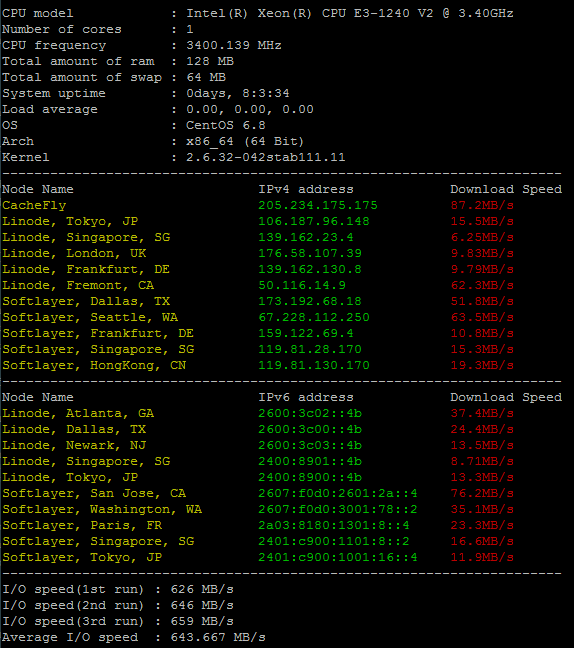 CPU model            : Intel(R) Xeon(R) CPU E3-1240 V2 @ 3.40GHz
Number of cores      : 1
CPU frequency        : 3400.139 MHz
Total amount of ram  : 128 MB
Total amount of swap : 64 MB
System uptime        : 0days, 8:3:34
Load average         : 0.00, 0.00, 0.00
OS                   : CentOS 6.8
Arch                 : x86_64 (64 Bit)
Kernel               : 2.6.32-042stab111.11
----------------------------------------------------------------------
Node Name                       IPv4 address            Download Speed
CacheFly                        205.234.175.175         87.2MB/s
Linode, Tokyo, JP               106.187.96.148          15.5MB/s
Linode, Singapore, SG           139.162.23.4            6.25MB/s
Linode, London, UK              176.58.107.39           9.83MB/s
Linode, Frankfurt, DE           139.162.130.8           9.79MB/s
Linode, Fremont, CA             50.116.14.9             62.3MB/s
Softlayer, Dallas, TX           173.192.68.18           51.8MB/s
Softlayer, Seattle, WA          67.228.112.250          63.5MB/s
Softlayer, Frankfurt, DE        159.122.69.4            10.8MB/s
Softlayer, Singapore, SG        119.81.28.170           15.3MB/s
Softlayer, HongKong, CN         119.81.130.170          19.3MB/s
----------------------------------------------------------------------
Node Name                       IPv6 address            Download Speed
Linode, Atlanta, GA             2600:3c02::4b           37.4MB/s
Linode, Dallas, TX              2600:3c00::4b           24.4MB/s
Linode, Newark, NJ              2600:3c03::4b           13.5MB/s
Linode, Singapore, SG           2400:8901::4b           8.71MB/s
Linode, Tokyo, JP               2400:8900::4b           13.3MB/s
Softlayer, San Jose, CA         2607:f0d0:2601:2a::4    76.2MB/s
Softlayer, Washington, WA       2607:f0d0:3001:78::2    35.1MB/s
Softlayer, Paris, FR            2a03:8180:1301:8::4     23.3MB/s
Softlayer, Singapore, SG        2401:c900:1101:8::2     16.6MB/s
Softlayer, Tokyo, JP            2401:c900:1001:16::4    11.9MB/s
----------------------------------------------------------------------
I/O speed(1st run) : 626 MB/s
I/O speed(2nd run) : 646 MB/s
I/O speed(3rd run) : 659 MB/s
Average I/O speed  : 643.667 MB/s